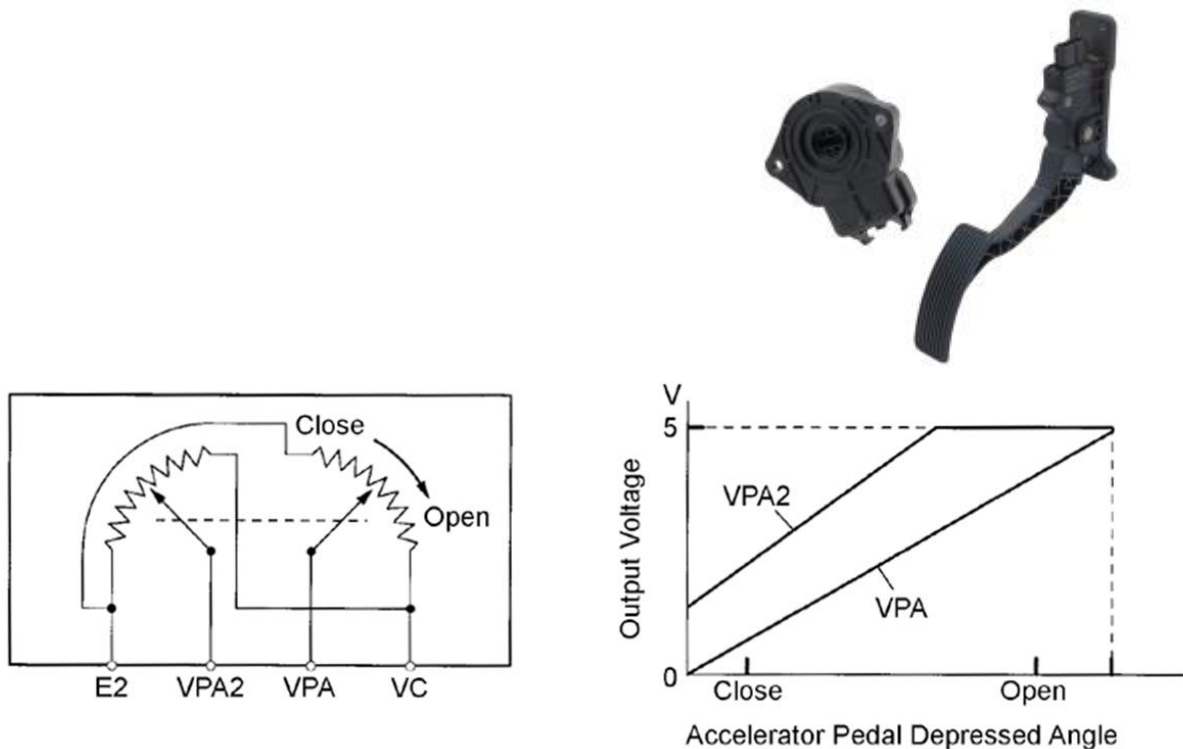 Close
Open
E2 VPA2 VPA VC
V
5
Output Voltage
VPA2
VPA
0
Close Open
Accelerator Pedal Depressed Angle